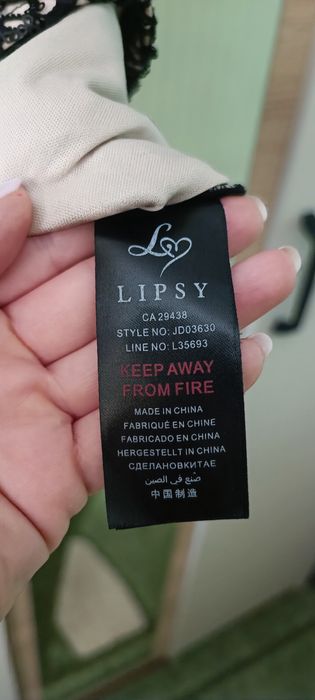 LIPSY
CA 29438
STYLE NO: JD03630
LINE NO: L35693
KEEP AWAY
FROM FIRE
MADE IN CHINA
FABRIQUÉ EN CHINE
FABRICADO EN CHINA
HERGESTELLT IN CHINA
СДЕЛАНОВКИТАЕ
صُنع في الصين
中国制造